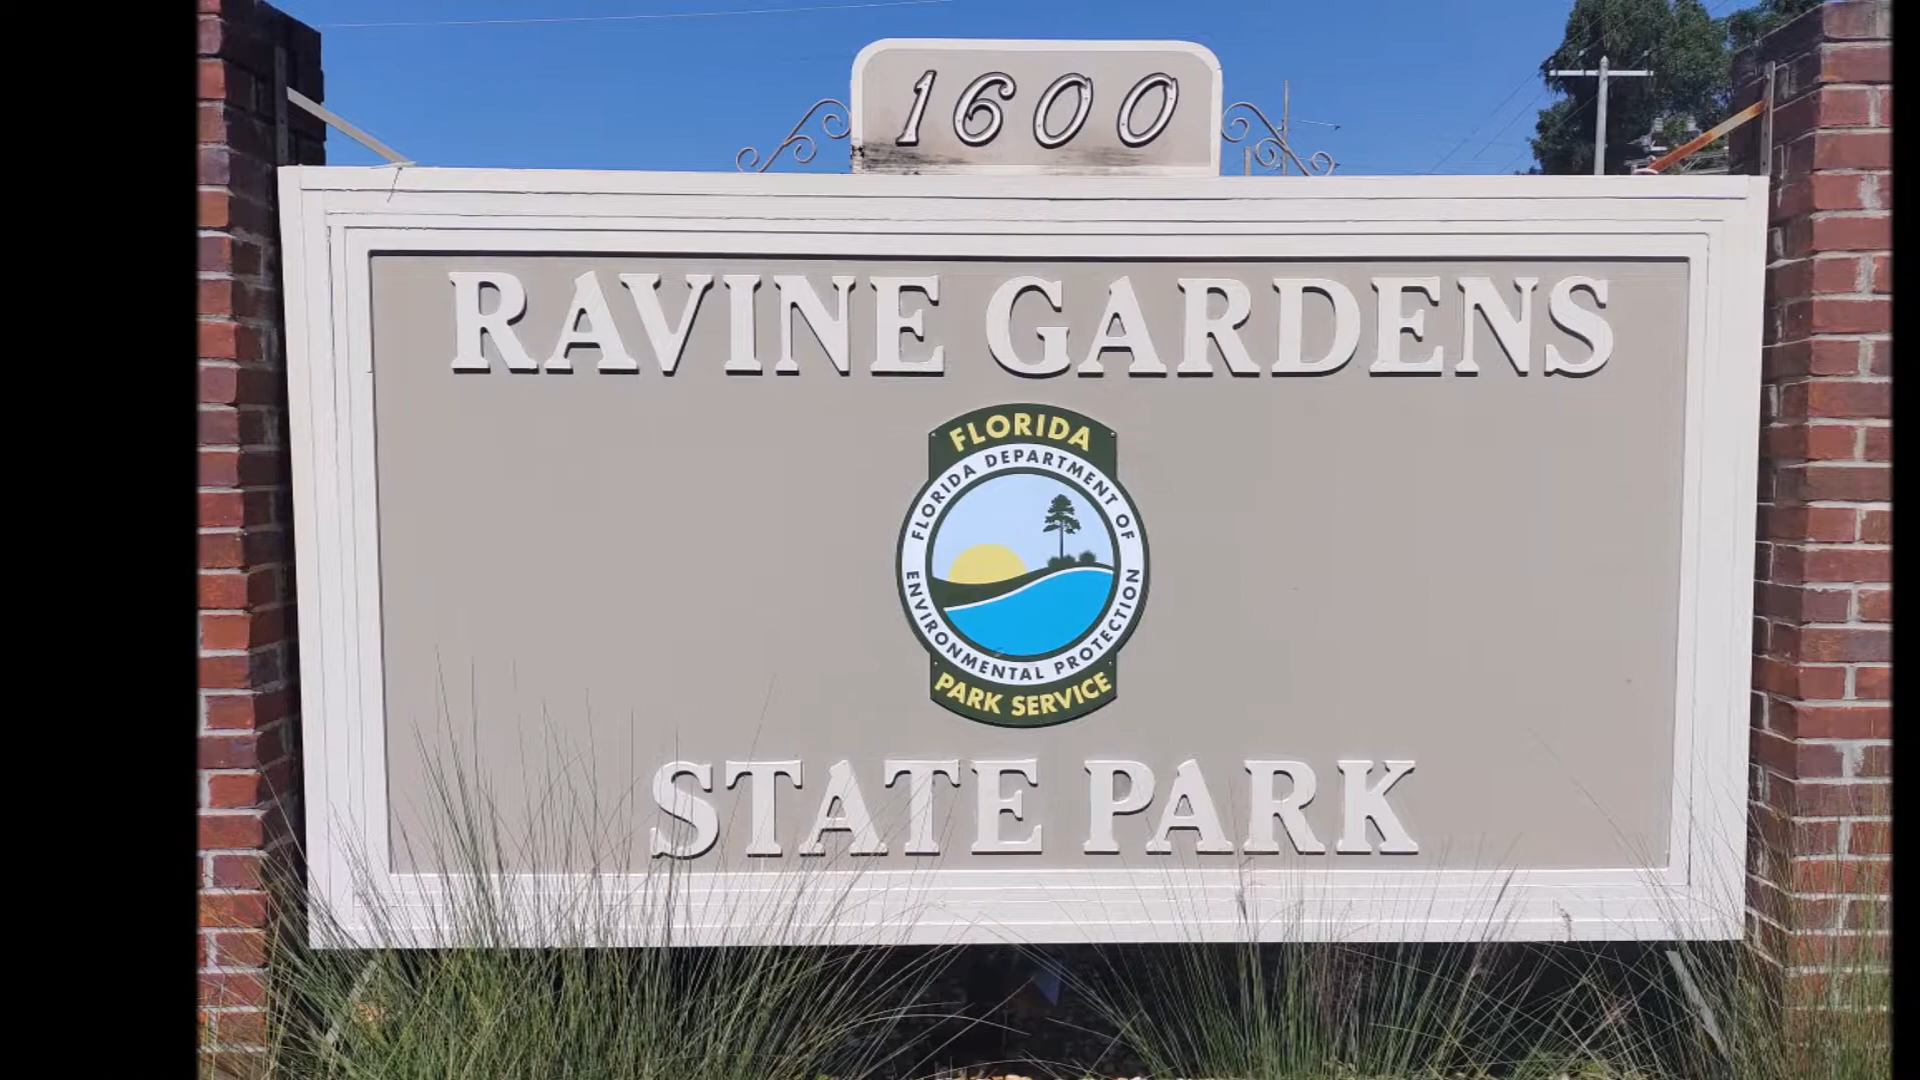 1600
RAVINE GARDENS
FLORIDA
FLORIDA DEPARTMENT OF
ENVIRONMENTAL PROTECTION
PARK SERVICE
STATE PARK